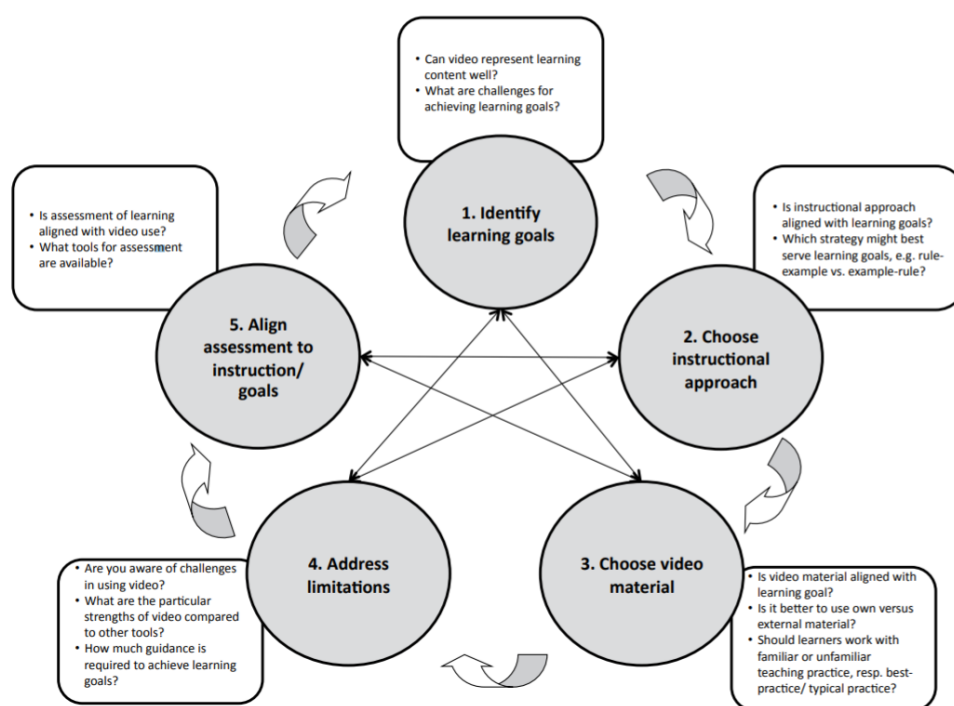 • Can video represent learning
content well?
• What are challenges for
achieving learning goals?
1. Identify
learning goals
• Is instructional approach
aligned with learning goals?
• Which strategy might best
serve learning goals, e.g. rule-
example vs. example-rule?
2. Choose
instructional
approach
3. Choose video
material
• Is video material aligned with
learning goal?
• Is it better to use own versus
external material?
• Should learners work with
familiar or unfamiliar
teaching practice, resp. best-
practice/ typical practice?
4. Address
limitations
• Are you aware of challenges
in using video?
• What are the particular
strengths of video compared
to other tools?
• How much guidance is
required to achieve learning
goals?
5. Align
assessment to
instruction/
goals
• Is assessment of learning
aligned with video use?
• What tools for assessment
are available?